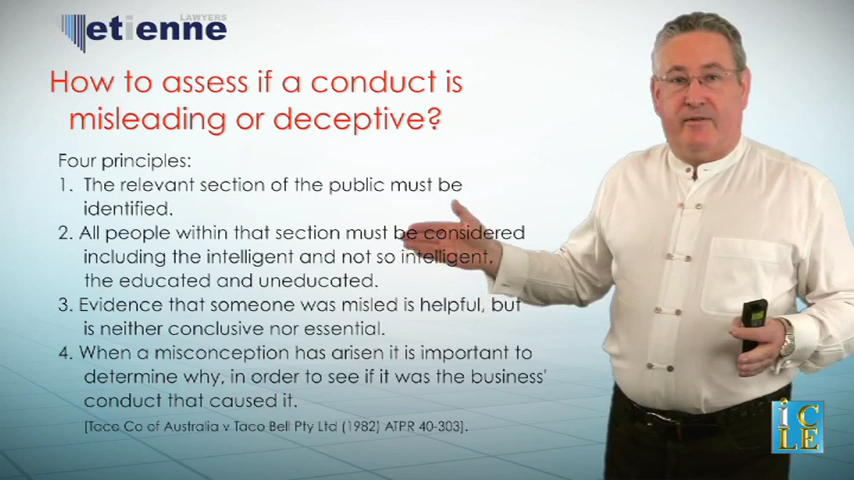 LAWYERS
etienne
How to assess if a conduct is
misleading or deceptive?
Four principles:
1. The relevant section of the public must be
identified.
2. All people within that section must be considered
including the intelligent and not so intelligent,
the educated and uneducated.
3. Evidence that someone was misled is helpful, but
is neither conclusive nor essential.
4. When a misconception has arisen it is important to
determine why, in order to see if it was the business'
conduct that caused it.
[Taco Co of Australia v Taco Bell Pty Ltd (1982) ATPR 40-303].
i C
L E